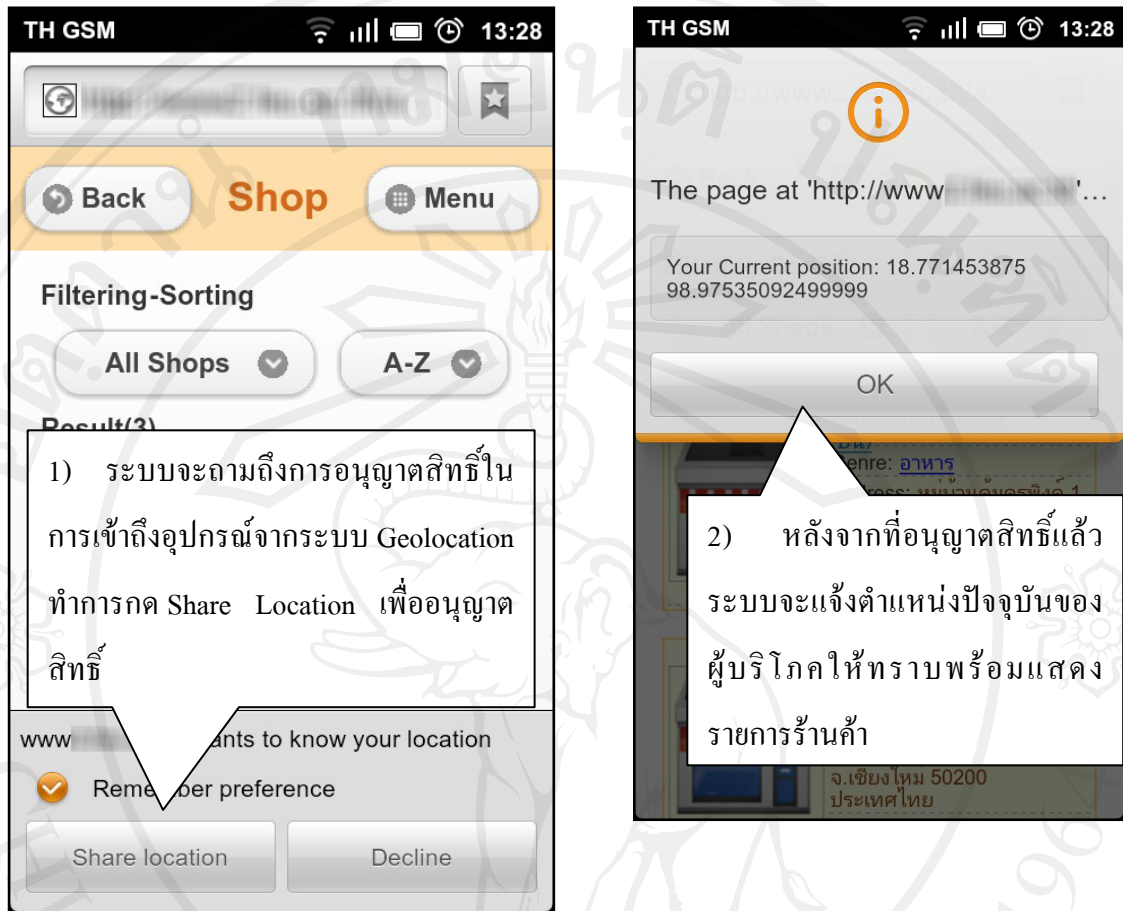 TH GSM 13:28
Back Shop Menu
Filtering-Sorting
All Shops A-Z
Result(3)
1) ระบบจะถามถึงการอนุญาตสิทธิ์ใน
การเข้าถึงอุปกรณ์จากระบบ Geolocation
ทำการกด Share Location เพื่ออนุญาต
สิทธิ์
www ants to know your location
Remember preference
Share location Decline
TH GSM 13:28
The page at 'http://www '...
Your Current position: 18.771453875
98.97535092499999
OK
enre: อาหาร
2) หลังจากที่อนุญาตสิทธิ์แล้ว
ระบบจะแจ้งตำแหน่งปัจจุบันของ
ผู้บริโภคให้ทราบพร้อมแสดง
รายการร้านค้า
จ.เชียงใหม่ 50200
ประเทศไทย